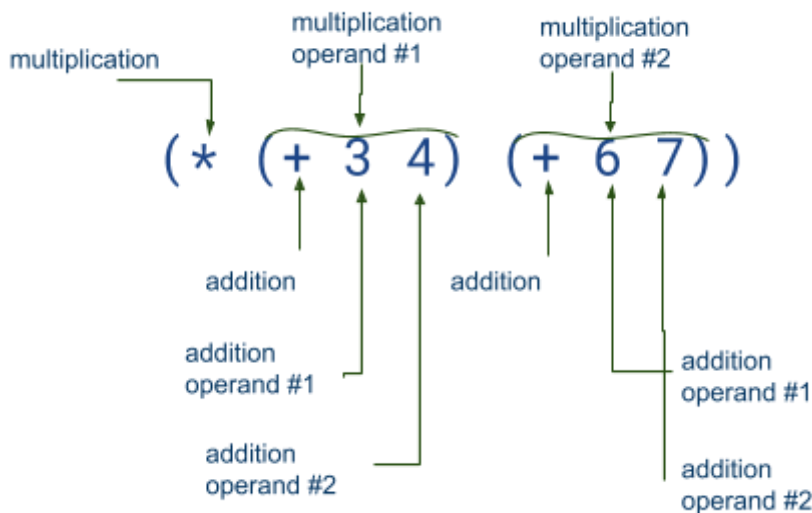 multiplication
operand #1
multiplication
operand #2
multiplication
(* (+ 3 4) (+ 6 7))
addition
addition
addition
operand #1
addition
operand #1
addition
operand #2
addition
operand #2